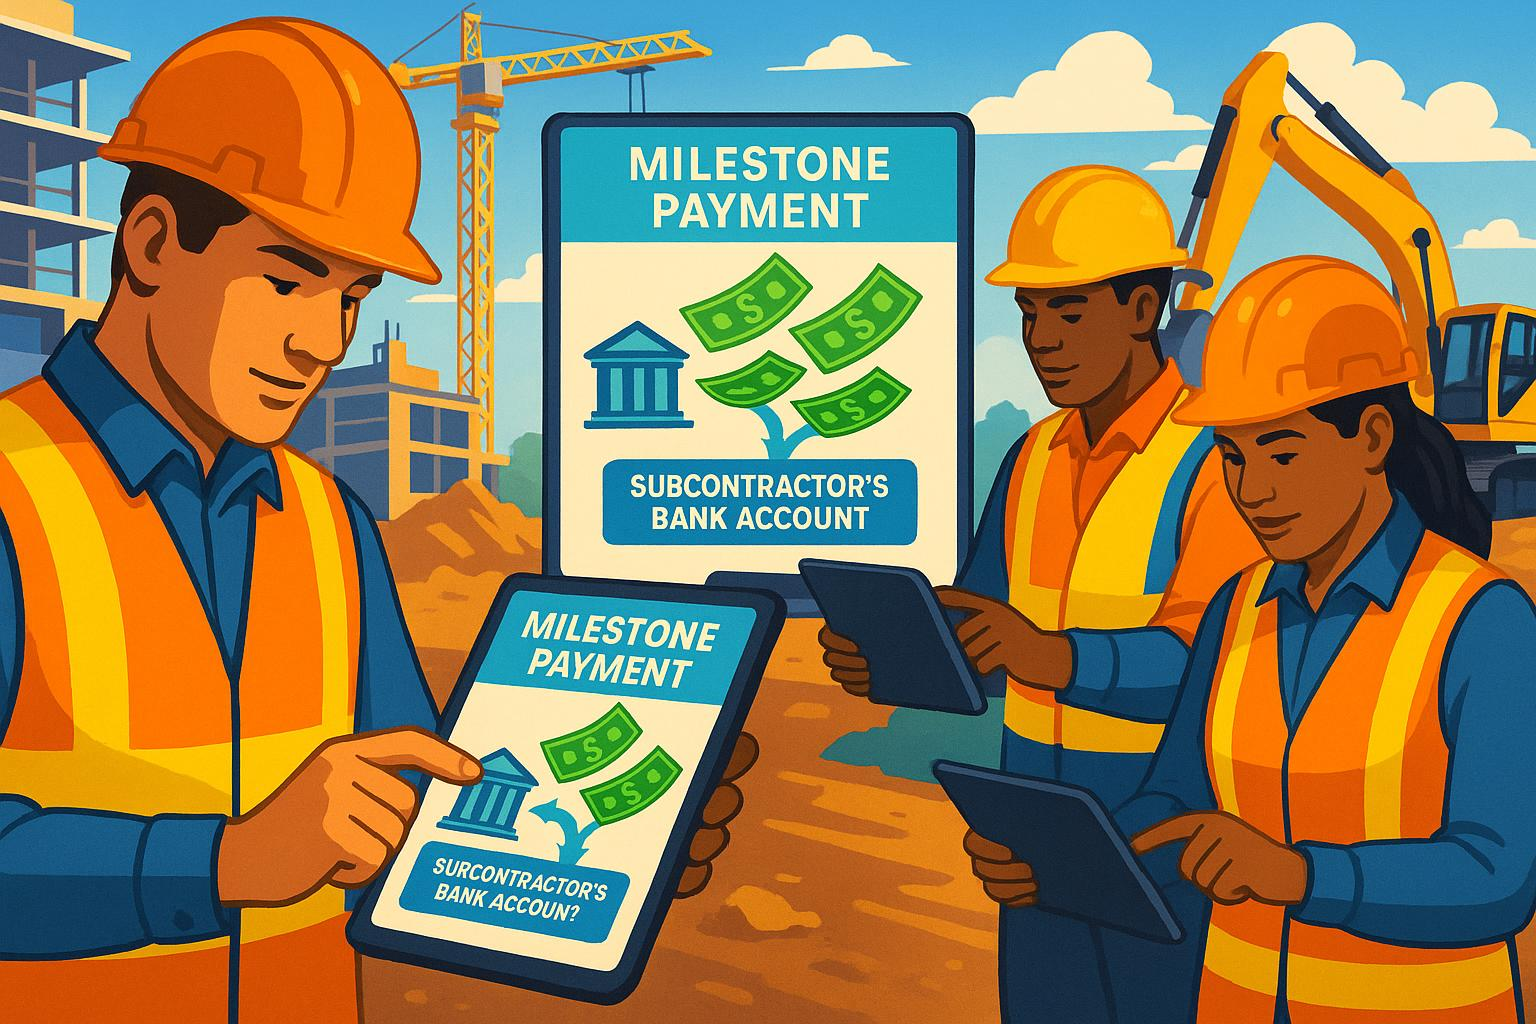 MILESTONE
PAYMENT
SUBCONTRACTOR'S
BANK ACCOUNT
MILESTONE
PAYMENT
SURCONTRACTOR'S
BANK ACCOUN?